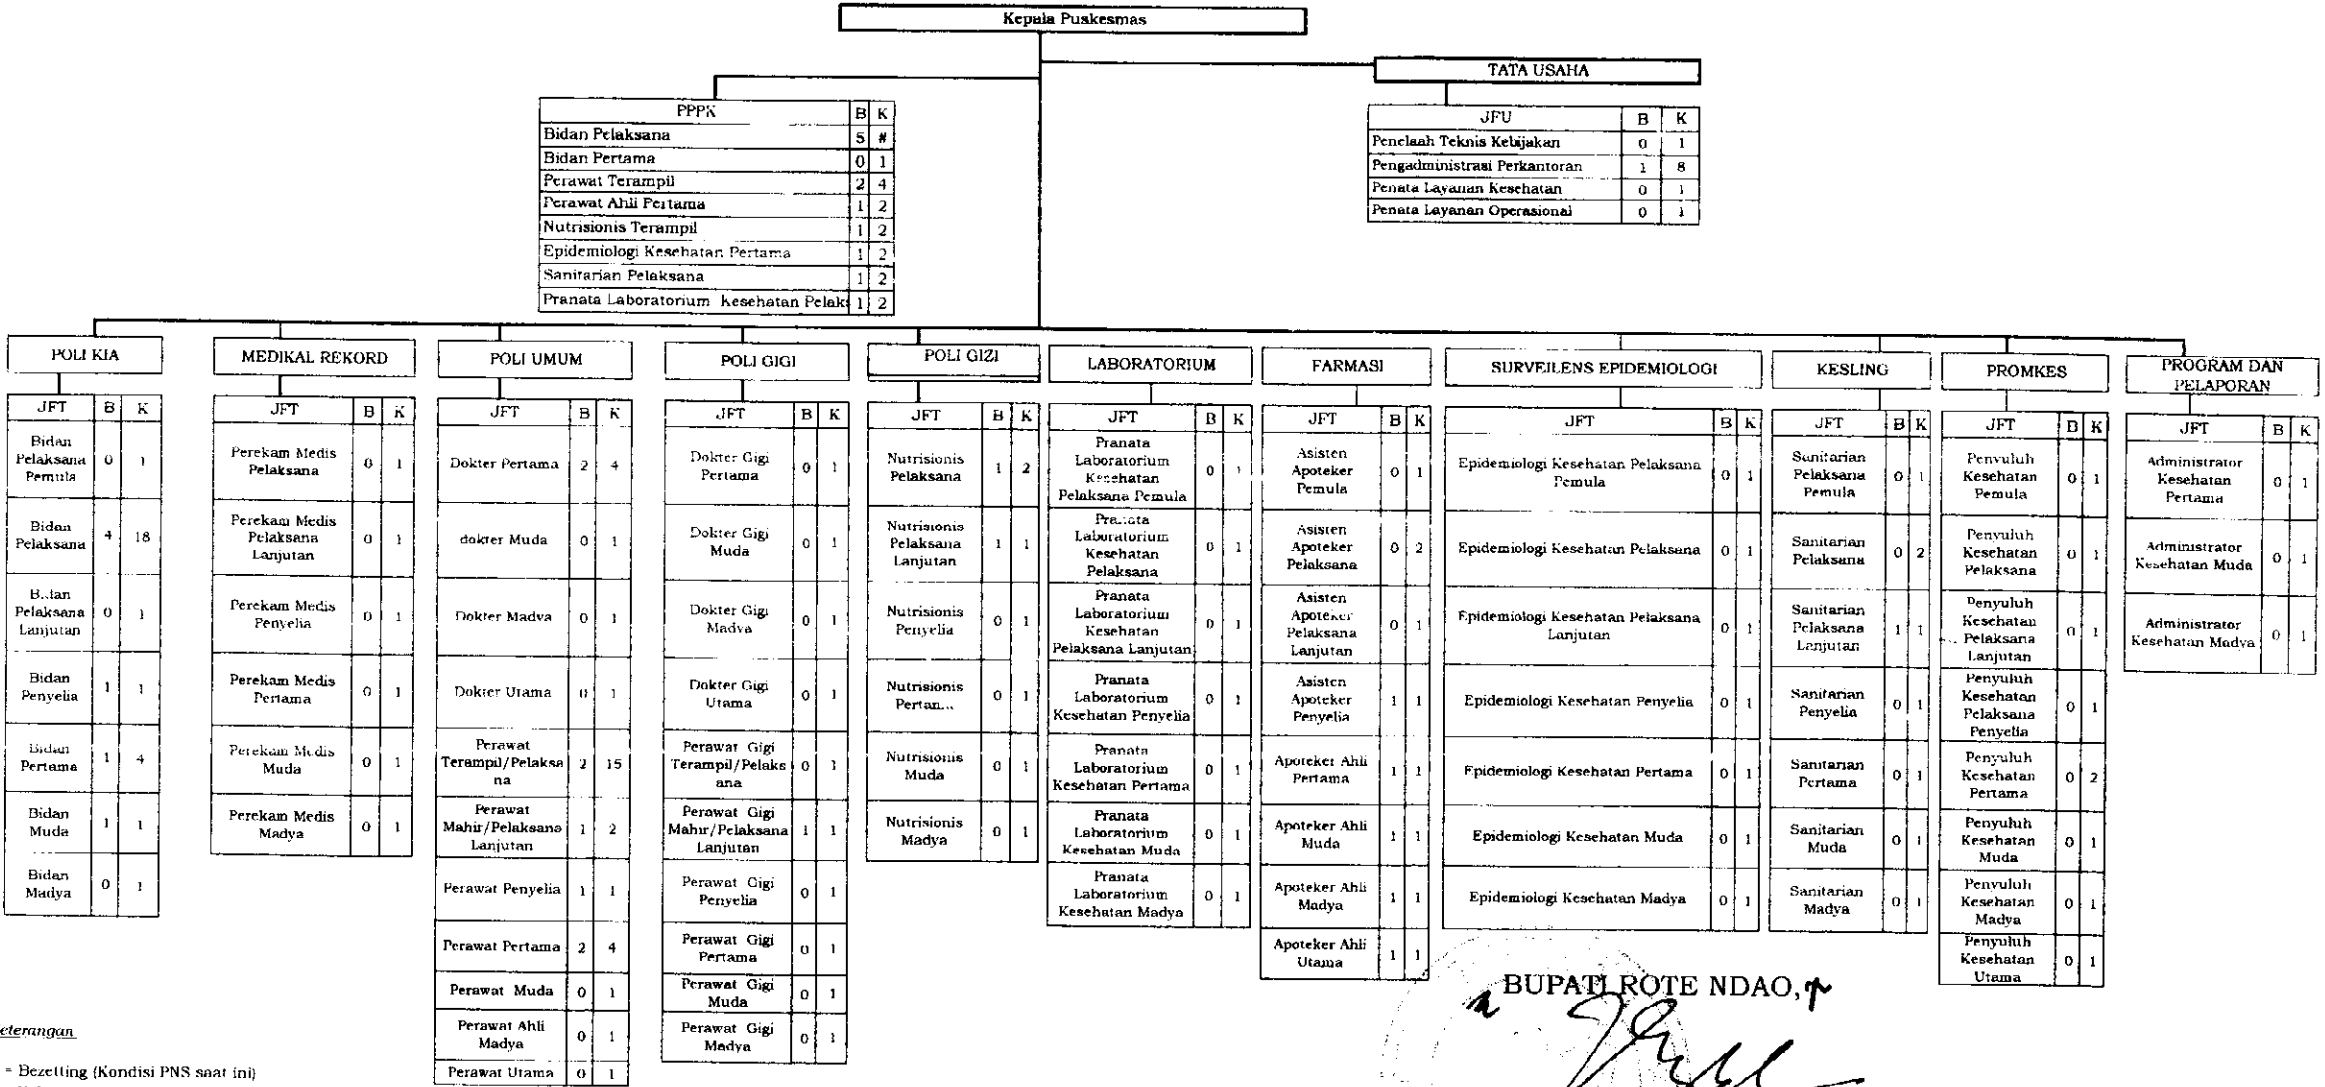 Kepala Puskesmas
TATA USAHA
PPPK B K
Bidan Pelaksana 5 #
Bidan Pertama 0 1
Perawat Terampil 2 4
Perawat Ahli Pertama 1 2
Nutrisionis Terampil 1 2
Epidemiologi Kesehatan Pertama 1 2
Sanitarian Pelaksana 1 2
Pranata Laboratorium Kesehatan Pelak 1 2
JFU B K
Penelaah Teknis Kebijakan 0 1
Pengadministrasi Perkantoran 1 8
Penata Layanan Kesehatan 0 1
Penata Layanan Operasional 0 1
POLI KIA
JFT B K
Bidan
Pelaksana 0 1
Pemula
Bidan
Pelaksana 4 18
Pelaksana 0 1
Lanjutan
Bidan
Penyelia 1 1
Bidan
Pertama 1 4
Bidan
Muda 1 1
Bidan
Madya 0 1
MEDIKAL REKORD
JFT B K
Perekam Medis
Pelaksana 0 1
Perekam Medis
Pelaksana 0 1
Lanjutan
Perekam Medis
Penyelia 0 1
Perekam Medis
Pertama 0 1
Perekam Medis
Muda 0 1
Perekam Medis
Madya 0 1
POLI UMUM
JFT B K
Dokter Pertama 2 4
dokter Muda 0 1
Dokter Madya 0 1
Dokter Utama 0 1
Perawat
Terampil/Pelaksa 2 15
na
Perawat
Mahir/Pelaksana 1 2
Lanjutan
Perawat Penyelia 1 1
Perawat Pertama 2 4
Perawat Muda 0 1
Perawat Ahli
Madya 0 1
Perawat Utama 0 1
POLI GIGI
JFT B K
Dokter Gigi
Pertama 0 1
Dokter Gigi
Muda 0 1
Dokter Gigi
Madya 0 1
Dokter Gigi
Utama 0 1
Perawat Gigi
Terampil/Pelaks 0 1
ana
Perawat Gigi
Mahir/Pelaksana 1 1
Lanjutan
Perawat Gigi
Penyelia 0 1
Perawat Gigi
Pertama 0 1
Perawat Gigi
Muda 0 1
Perawat Gigi
Madya 0 1
POLI GIZI
JFT B K
Nutrisionis
Pelaksana 1 2
Nutrisionis
Pelaksana 1 1
Lanjutan
Nutrisionis
Penyelia 0 1
Nutrisionis
0 1
Nutrisionis
Muda 0 1
Nutrisionis
Madya 0 1
LABORATORIUM
JFT B K
Pranata
Laboratorium
Kesehatan 0 1
Pelaksana Pemula
Pranata
Laboratorium
Kesehatan 0 1
Pelaksana
Pranata
Laboratorium
Kesehatan 0 1
Pelaksana Lanjutan
Pranata
Laboratorium 0 1
Kesehatan Penyelia
Pranata
Laboratorium 0 1
Kesehatan Pertama
Pranata
Laboratorium 0 1
Kesehatan Muda
Pranata
Laboratorium 0 1
Kesehatan Madya
FARMASI
JFT B K
Asisten
Apoteker 0 1
Pemula
Asisten
Apoteker 0 2
Pelaksana
Asisten
Apoteker
Pelaksana 0 1
Lanjutan
Asisten
Apoteker 1 1
Penyelia
Apoteker Ahli
Pertama 1 1
Apoteker Ahli
Muda 1 1
Apoteker Ahli
Madya 1 1
Apoteker Ahli
Utama 1 1
SURVEILENS EPIDEMIOLOGI
JFT B K
Epidemiologi Kesehatan Pelaksana
Pemula 0 1
Epidemiologi Kesehatan Pelaksana 0 1
Epidemiologi Kesehatan Pelaksana
Lanjutan 0 1
Epidemiologi Kesehatan Penyelia 0 1
Epidemiologi Kesehatan Pertama 0 1
Epidemiologi Kesehatan Muda 0 1
Epidemiologi Kesehatan Madya 0 1
KESLING
JFT B K
Sanitarian
Pelaksana 0 1
Pemula
Sanitarian
Pelaksana 0 2
Sanitarian
Pelaksana 1 1
Lanjutan
Sanitarian
Penyelia 0 1
Sanitarian
Pertama 0 1
Sanitarian
Muda 0 1
Sanitarian
Madya 0 1
PROMKES
JFT B K
Penyuluh
Kesehatan 0 1
Pemula
Penyuluh
Kesehatan 0 1
Pelaksana
Penyuluh
Kesehatan
Pelaksana 0 1
Lanjutan
Penyuluh
Kesehatan
Pelaksana 0 1
Penyelia
Penyuluh
Kesehatan 0 2
Pertama
Penyuluh
Kesehatan 0 1
Muda
Penyuluh
Kesehatan 0 1
Madya
Penyuluh
Kesehatan 0 1
Utama
PROGRAM DAN
PELAPORAN
JFT B K
Administrator
Kesehatan 0 1
Pertama
Administrator
Kesehatan Muda 0 1
Administrator
Kesehatan Madya 0 1
BUPATI ROTE NDAO,
eterangan
= Bezetting (Kondisi PNS saat ini)